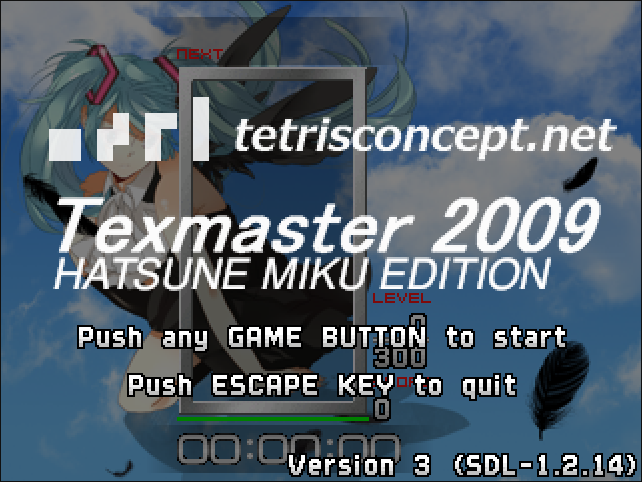 NEXT
tetrisconcept.net
Texmaster 2009
HATSUNE MIKU EDITION
LEVEL
0
Push any GAME BUTTON to start
300
Push ESCAPE KEY to quit
0
00:00:00
Version 3 (SDL-1.2.14)